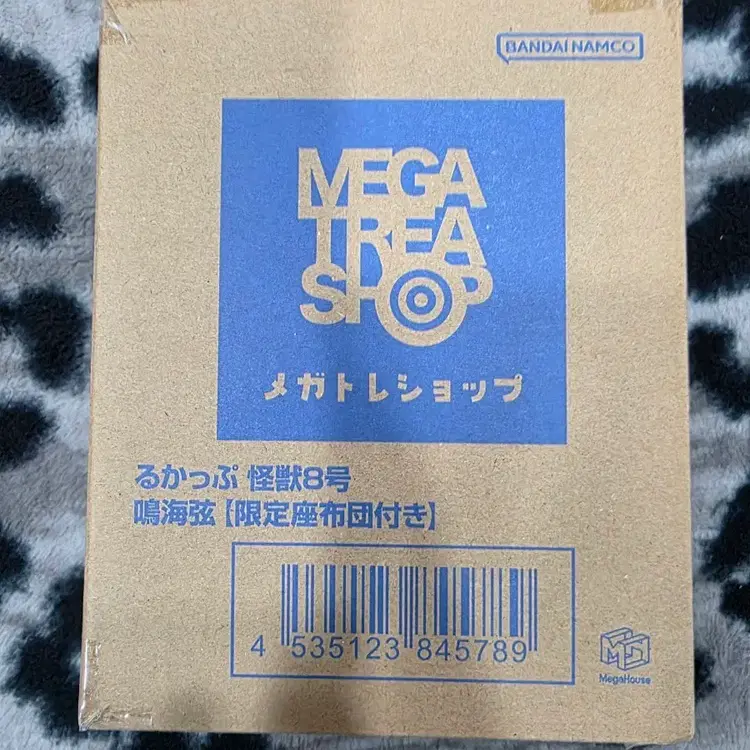 BANDAI NAMCO
MEGA
TREA
SHOP
メガトレショップ
るかっぷ 怪獣8号
鳴海弦【限定座布団付き】
4 535123 845789
MegaHouse